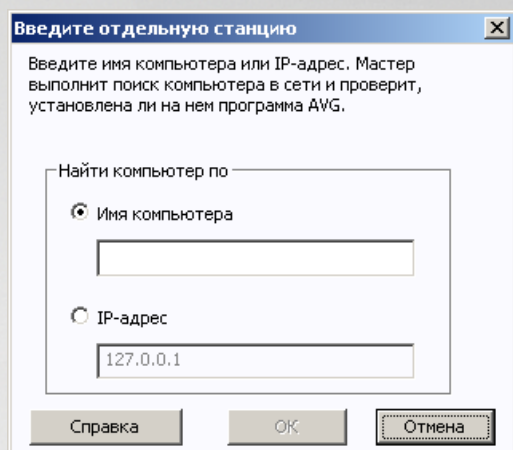 Введите отдельную станцию
Введите имя компьютера или IP-адрес. Мастер
выполнит поиск компьютера в сети и проверит,
установлена ли на нем программа AVG.
Найти компьютер по
Имя компьютера
IP-адрес
127.0.0.1
Справка ОК Отмена